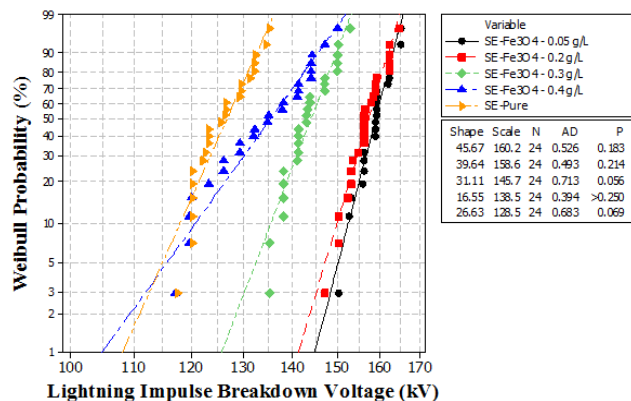 Weibull Probability (%)
99
90
80
70
60
50
40
30
20
10
5
3
2
1
100
110
120
130
140
150
160
170
Lightning Impulse Breakdown Voltage (kV)
Variable
SE-Fe3O4 - 0.05 g/L
SE-Fe3O4 - 0.2 g/L
SE-Fe3O4 - 0.3 g/L
SE-Fe3O4 - 0.4 g/L
SE-Pure
Shape Scale N AD P
45.67 160.2 24 0.526 0.183
39.64 158.6 24 0.493 0.214
31.11 145.7 24 0.713 0.056
16.55 138.5 24 0.394 >0.250
26.63 128.5 24 0.683 0.069